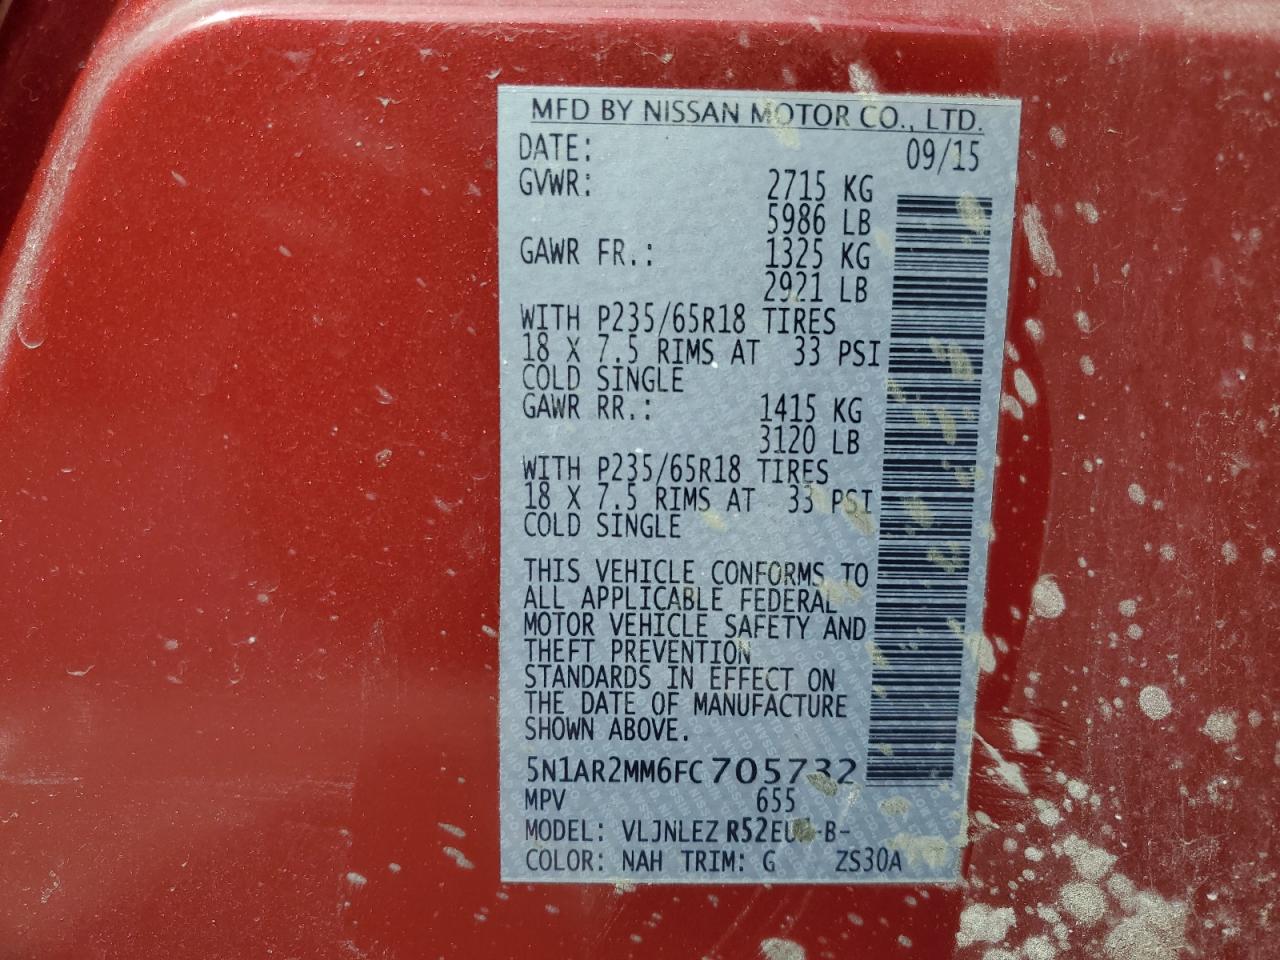 MFD BY NISSAN MOTOR CO., LTD.
DATE: 09/15
GVWR: 2715 KG
5986 LB
GAWR FR.: 1325 KG
2921 LB
WITH P235/65R18 TIRES
18 X 7.5 RIMS AT 33 PSI
COLD SINGLE
GAWR RR.: 1415 KG
3120 LB
WITH P235/65R18 TIRES
18 X 7.5 RIMS AT 33 PSI
COLD SINGLE
THIS VEHICLE CONFORMS TO
ALL APPLICABLE FEDERAL
MOTOR VEHICLE SAFETY AND
THEFT PREVENTION
STANDARDS IN EFFECT ON
THE DATE OF MANUFACTURE
SHOWN ABOVE.
5N1AR2MM6FC705732
MPV 655
MODEL: VLJNLEZ
COLOR: NAH TRIM: G ZS30A